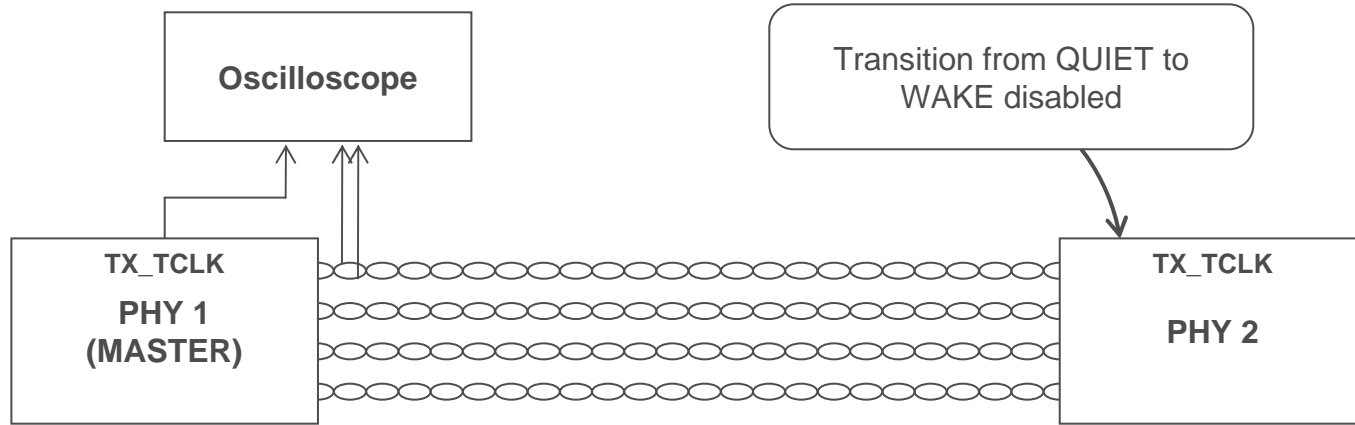 Oscilloscope
Transition from QUIET to
WAKE disabled
TX_TCLK
PHY 1
(MASTER)
TX_TCLK
PHY 2